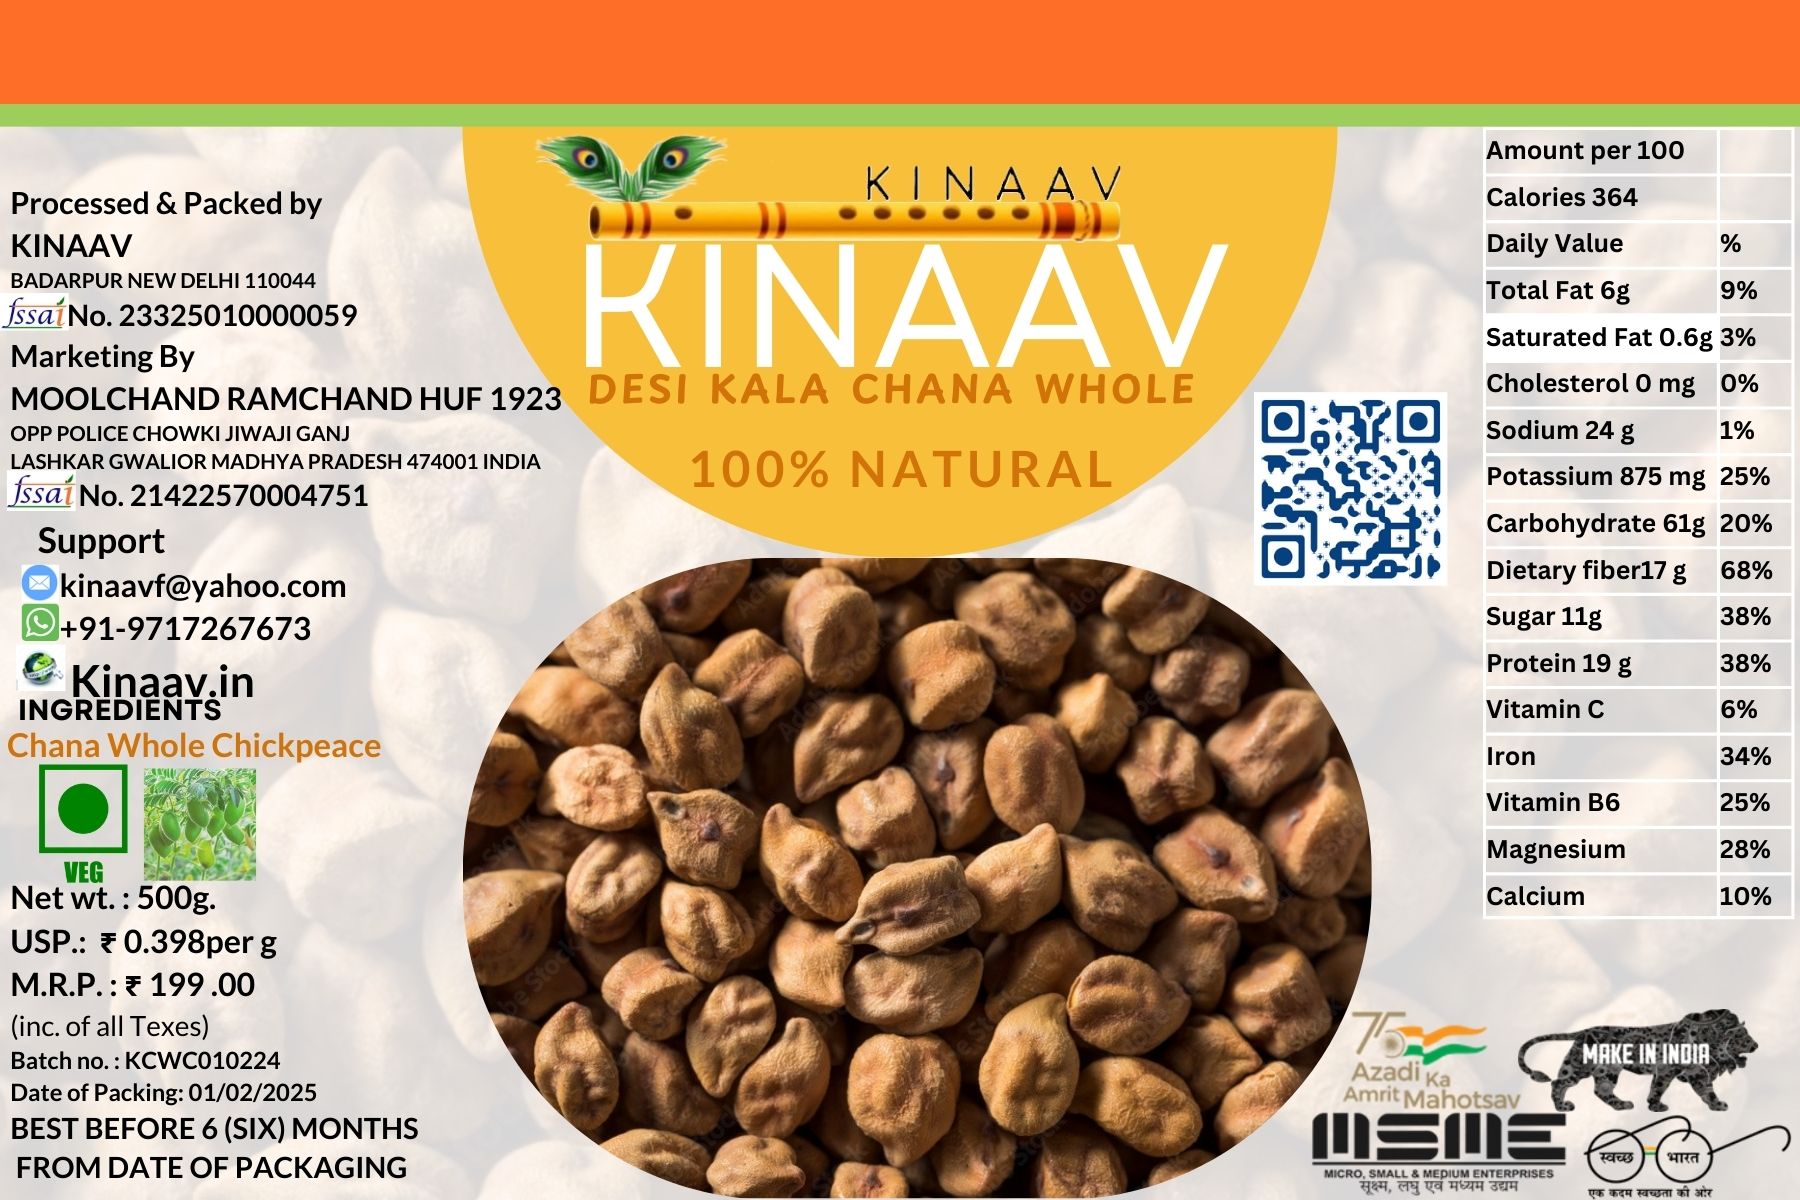 KINAAV
KINAAV
DESI KALA CHANA WHOLE
100% NATURAL
Processed & Packed by
KINAAV
BADARPUR NEW DELHI 110044
fssai No. 23325010000059
Marketing By
MOOLCHAND RAMCHAND HUF 1923
OPP POLICE CHOWKI JIWAJI GANJ
LASHKAR GWALIOR MADHYA PRADESH 474001 INDIA
fssai No. 21422570004751
Support
kinaavf@yahoo.com
+91-9717267673
Kinaav.in
INGREDIENTS
Chana Whole Chickpeace
VEG
Net wt. : 500g.
USP.: ₹ 0.398per g
M.R.P. : ₹ 199 .00
(inc. of all Texes)
Batch no. : KCWC010224
Date of Packing: 01/02/2025
BEST BEFORE 6 (SIX) MONTHS
FROM DATE OF PACKAGING
Amount per 100
Calories 364
Daily Value %
Total Fat 6g 9%
Saturated Fat 0.6g 3%
Cholesterol 0 mg 0%
Sodium 24 g 1%
Potassium 875 mg 25%
Carbohydrate 61g 20%
Dietary fiber17 g 68%
Sugar 11g 38%
Protein 19 g 38%
Vitamin C 6%
Iron 34%
Vitamin B6 25%
Magnesium 28%
Calcium 10%
75
Azadi Ka
Amrit Mahotsav
MAKE IN INDIA
MSME
MICRO, SMALL & MEDIUM ENTERPRISES
सूक्ष्म, लघु एवं मध्यम उद्यम
स्वच्छ भारत
एक कदम स्वच्छता की ओर